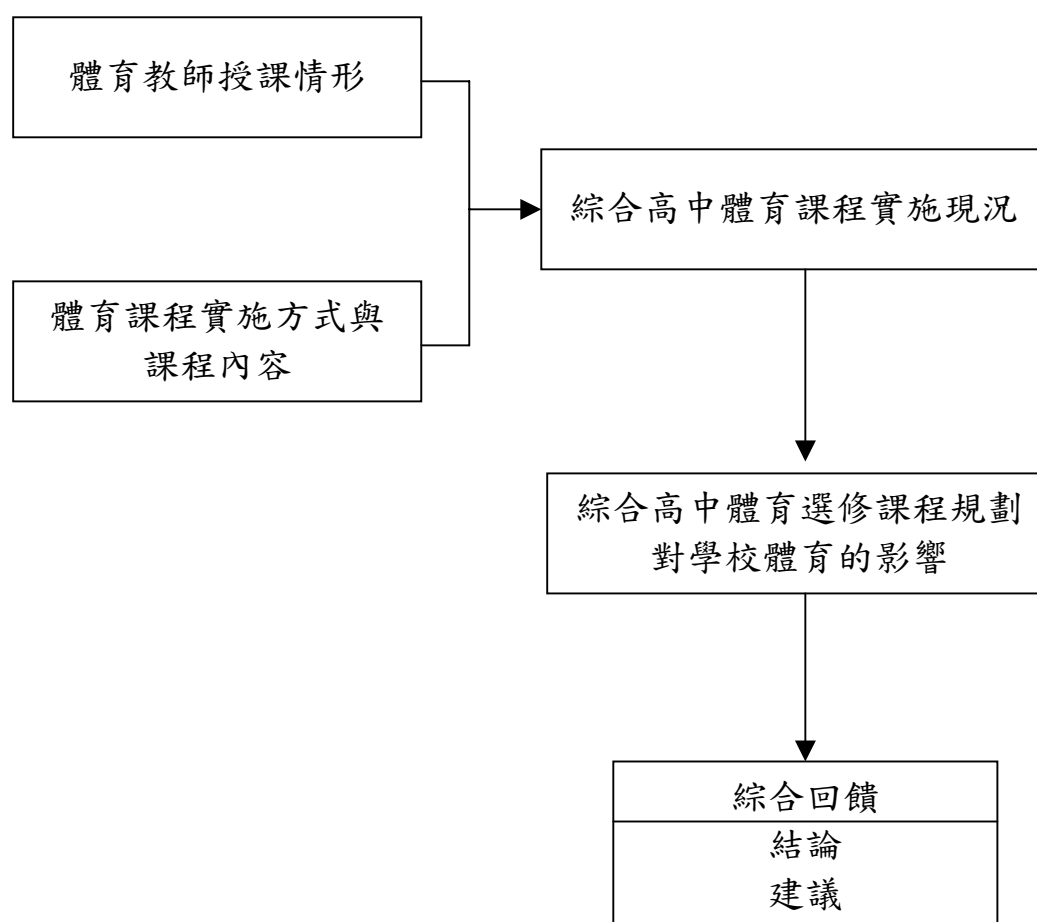 體育教師授課情形
綜合高中體育課程實施現況
體育課程實施方式與
課程內容
綜合高中體育選修課程規劃
對學校體育的影響
綜合回饋
結論
建議